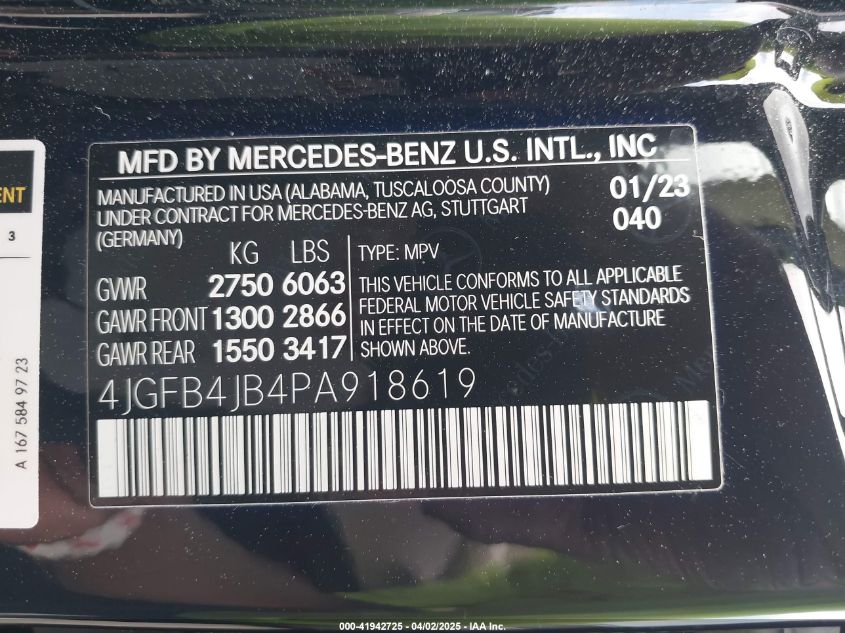 MFD BY MERCEDES-BENZ U.S. INTL., INC
MANUFACTURED IN USA (ALABAMA, TUSCALOOSA COUNTY) 01/23
UNDER CONTRACT FOR MERCEDES-BENZ AG, STUTTGART 040
(GERMANY)
KG LBS TYPE: MPV
GVWR 2750 6063
GAWR FRONT 1300 2866
GAWR REAR 1550 3417
THIS VEHICLE CONFORMS TO ALL APPLICABLE
FEDERAL MOTOR VEHICLE SAFETY STANDARDS
IN EFFECT ON THE DATE OF MANUFACTURE
SHOWN ABOVE.
4JGFB4JB4PA918619
3
A 167 584 97 23
000-41942725 - 04/02/2025 - IAA Inc.